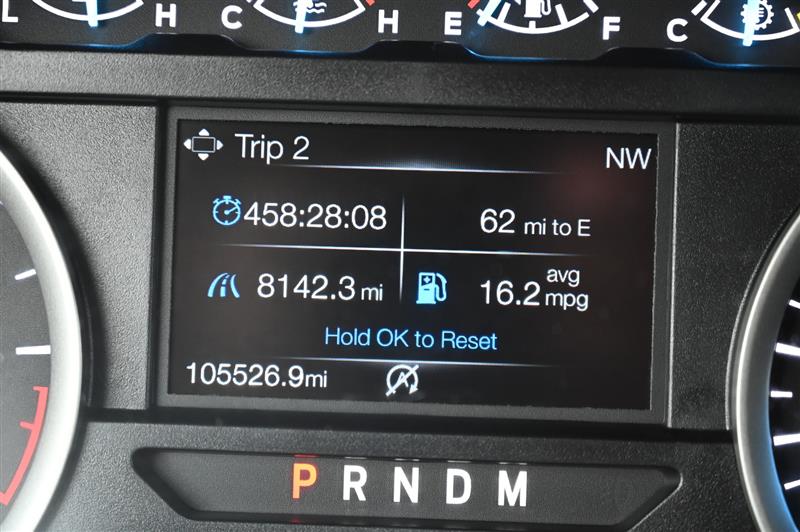 L H C H E F C
Trip 2 NW
458:28:08 62 mi to E
8142.3 mi 16.2 avg mpg
Hold OK to Reset
105526.9mi
P R N D M